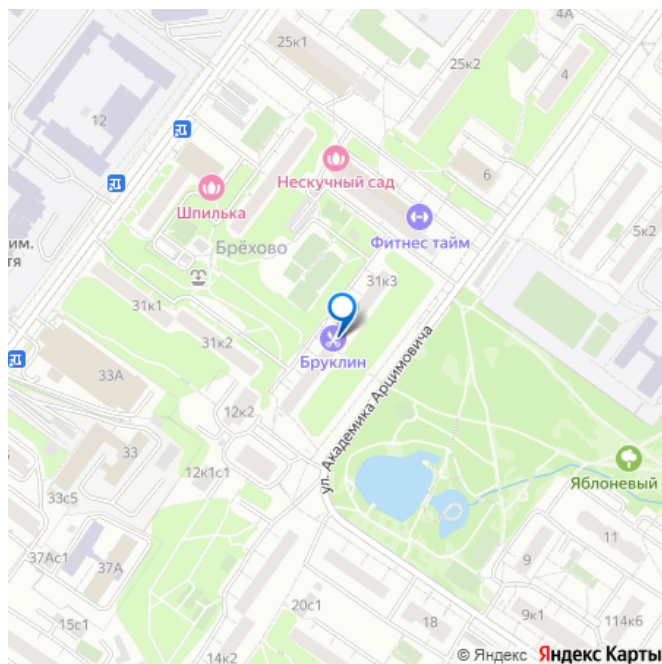 4А
25к1
25к2
4
12
6
Нескучный сад
Шпилька
Фитнес тайм
5к2
им.
тя
Брёхово
31к3
31к1
31к2
Бруклин
33А
ул. Академика Арцимовича
12к2
33
12к1с1
Яблоневый
33с5
11
37Ас1
37А
9
20с1
15с1
18
9к1
114к6
14к2
© Яндекс Яндекс Карты